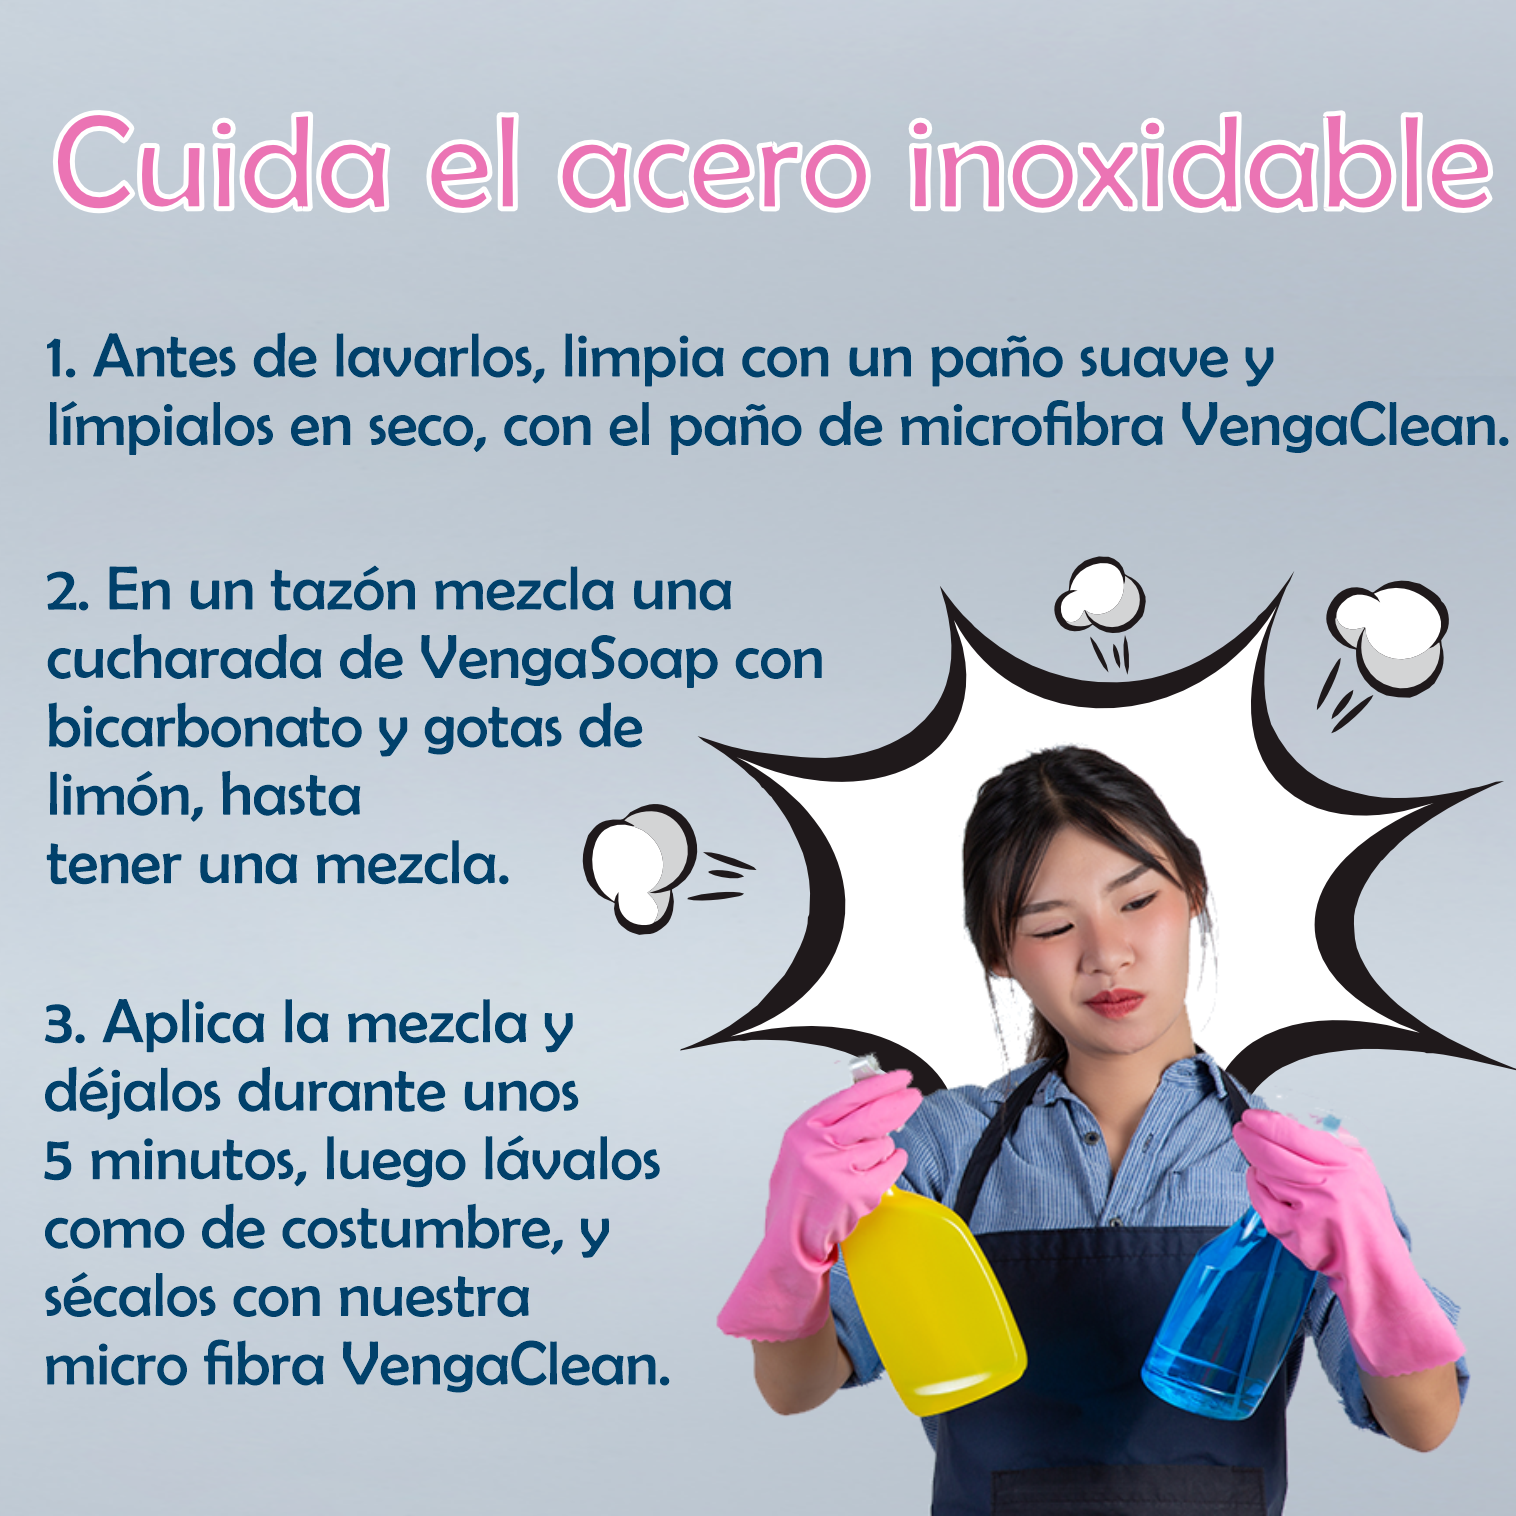 Cuida el acero inoxidable
1. Antes de lavarlos, limpia con un paño suave y
límpialos en seco, con el paño de microfibra VengaClean.
2. En un tazón mezcla una
cucharada de VengaSoap con
bicarbonato y gotas de
limón, hasta
tener una mezcla.
3. Aplica la mezcla y
déjalos durante unos
5 minutos, luego lávalos
como de costumbre, y
sécalos con nuestra
micro fibra VengaClean.